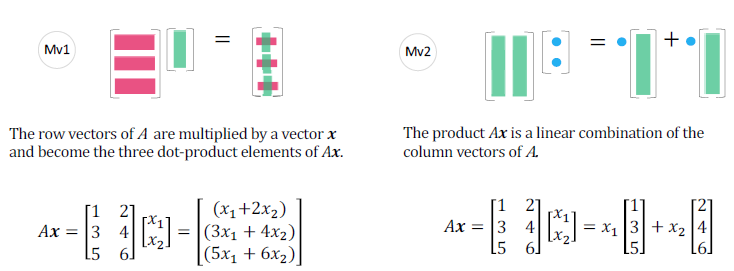 Mv1
=
The row vectors of A are multiplied by a vector x
and become the three dot-product elements of Ax.
Ax = [1 2; 3 4; 5 6] [x₁; x₂] = [(x₁+2x₂); (3x₁ + 4x₂); (5x₁ + 6x₂)]
Mv2
= +
The product Ax is a linear combination of the
column vectors of A.
Ax = [1 2; 3 4; 5 6] [x₁; x₂] = x₁ [1; 3; 5] + x₂ [2; 4; 6]